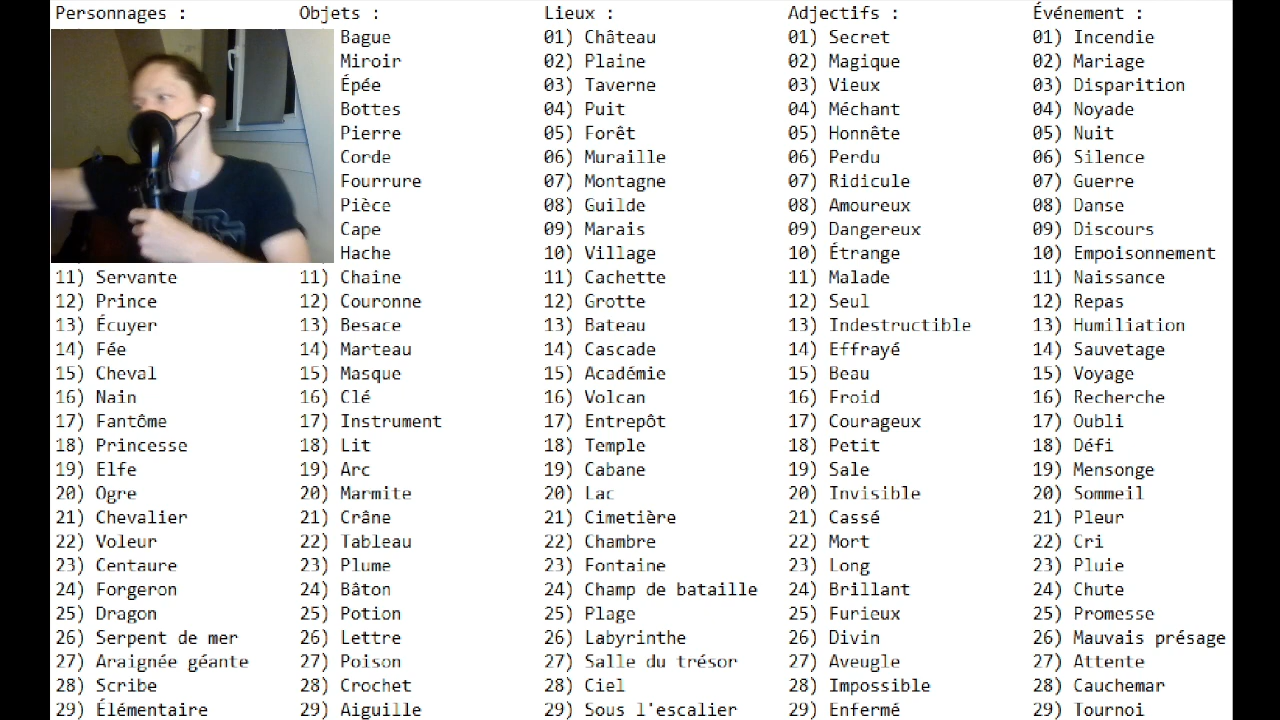 Personnages : Objets : Lieux : Adjectifs : Événement :
Bague 01) Château 01) Secret 01) Incendie
Miroir 02) Plaine 02) Magique 02) Mariage
Épée 03) Taverne 03) Vieux 03) Disparition
Bottes 04) Puit 04) Méchant 04) Noyade
Pierre 05) Forêt 05) Honnête 05) Nuit
Corde 06) Muraille 06) Perdu 06) Silence
Fourrure 07) Montagne 07) Ridicule 07) Guerre
Pièce 08) Guilde 08) Amoureux 08) Danse
Cape 09) Marais 09) Dangereux 09) Discours
Hache 10) Village 10) Étrange 10) Empoisonnement
11) Servante 11) Chaine 11) Cachette 11) Malade 11) Naissance
12) Prince 12) Couronne 12) Grotte 12) Seul 12) Repas
13) Écuyer 13) Besace 13) Bateau 13) Indestructible 13) Humiliation
14) Fée 14) Marteau 14) Cascade 14) Effrayé 14) Sauvetage
15) Cheval 15) Masque 15) Académie 15) Beau 15) Voyage
16) Nain 16) Clé 16) Volcan 16) Froid 16) Recherche
17) Fantôme 17) Instrument 17) Entrepôt 17) Courageux 17) Oubli
18) Princesse 18) Lit 18) Temple 18) Petit 18) Défi
19) Elfe 19) Arc 19) Cabane 19) Sale 19) Mensonge
20) Ogre 20) Marmite 20) Lac 20) Invisible 20) Sommeil
21) Chevalier 21) Crâne 21) Cimetière 21) Cassé 21) Pleur
22) Voleur 22) Tableau 22) Chambre 22) Mort 22) Cri
23) Centaure 23) Plume 23) Fontaine 23) Long 23) Pluie
24) Forgeron 24) Bâton 24) Champ de bataille 24) Brillant 24) Chute
25) Dragon 25) Potion 25) Plage 25) Furieux 25) Promesse
26) Serpent de mer 26) Lettre 26) Labyrinthe 26) Divin 26) Mauvais présage
27) Araignée géante 27) Poison 27) Salle du trésor 27) Aveugle 27) Attente
28) Scribe 28) Crochet 28) Ciel 28) Impossible 28) Cauchemar
29) Élémentaire 29) Aiguille 29) Sous l'escalier 29) Enfermé 29) Tournoi